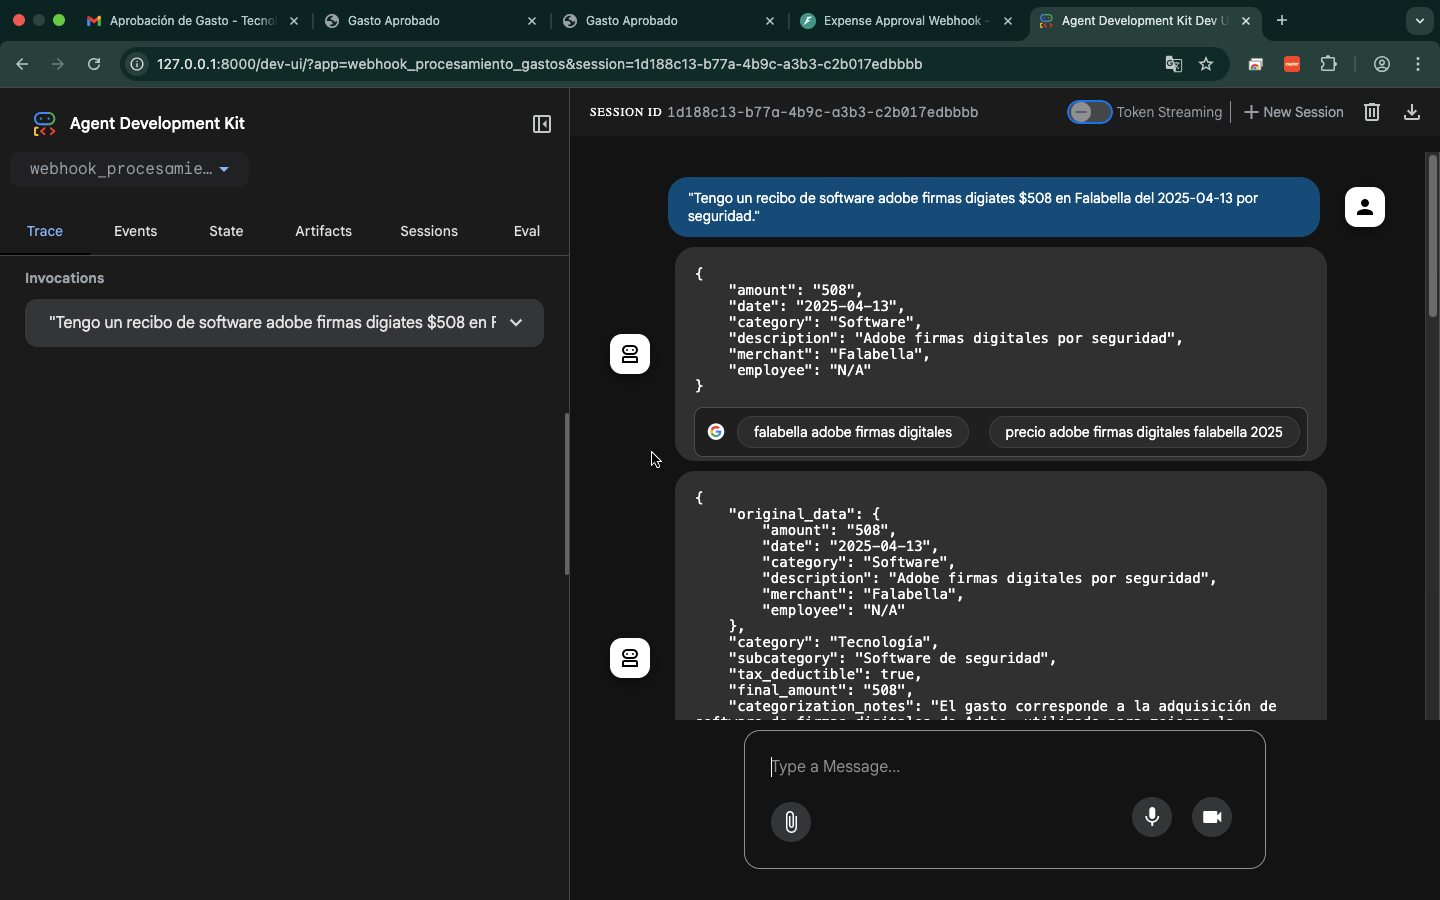 Aprobación de Gasto - Tecnol
Gasto Aprobado
Gasto Aprobado
Expense Approval Webhook -
Agent Development Kit Dev U
127.0.0.1:8000/dev-ui/?app=webhook_procesamiento_gastos&session=1d188c13-b77a-4b9c-a3b3-c2b017edbbbb
Agent Development Kit
webhook_procesamie...
Trace
Events
State
Artifacts
Sessions
Eval
Invocations
"Tengo un recibo de software adobe firmas digiates $508 en F
SESSION ID 1d188c13-b77a-4b9c-a3b3-c2b017edbbbb
Token Streaming
New Session
"Tengo un recibo de software adobe firmas digiates $508 en Falabella del 2025-04-13 por
seguridad."
{
"amount": "508",
"date": "2025-04-13",
"category": "Software",
"description": "Adobe firmas digitales por seguridad",
"merchant": "Falabella",
"employee": "N/A"
}
falabella adobe firmas digitales
precio adobe firmas digitales falabella 2025
{
"original_data": {
"amount": "508",
"date": "2025-04-13",
"category": "Software",
"description": "Adobe firmas digitales por seguridad",
"merchant": "Falabella",
"employee": "N/A"
},
"category": "Tecnología",
"subcategory": "Software de seguridad",
"tax_deductible": true,
"final_amount": "508",
"categorization_notes": "El gasto corresponde a la adquisición de
Type a Message...